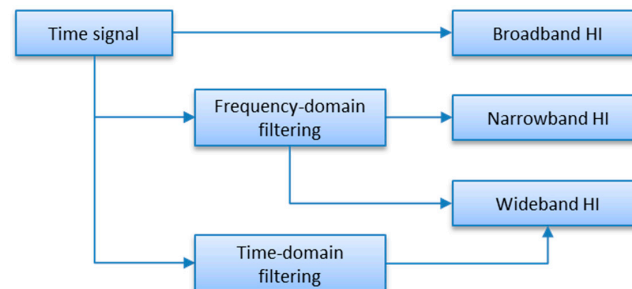 Time signal
Broadband HI
Frequency-domain
filtering
Narrowband HI
Wideband HI
Time-domain
filtering